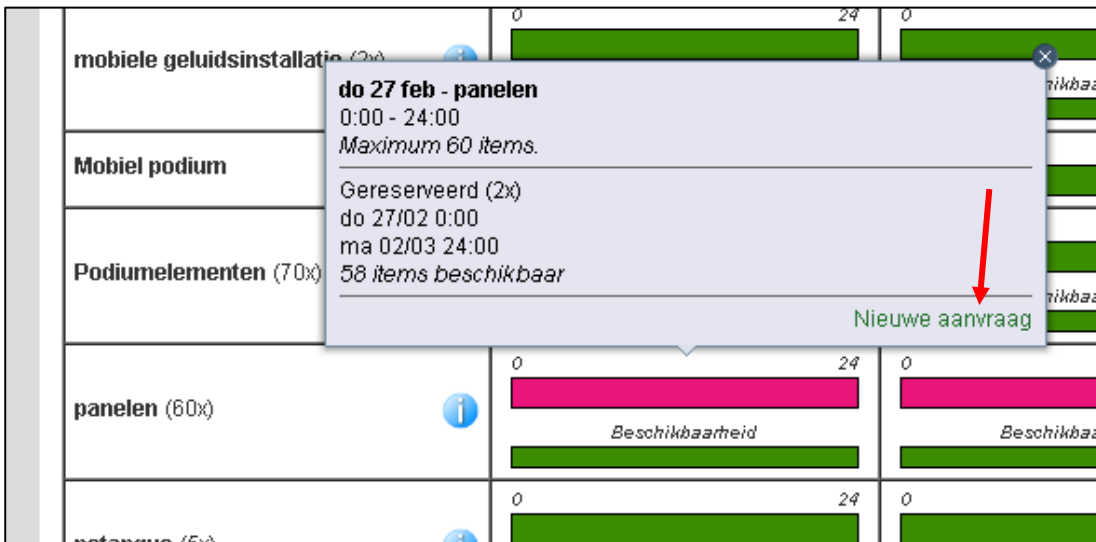 0 24 0
mobiele geluidsinstallatie (2x)
do 27 feb - panelen
0:00 - 24:00
Maximum 60 items.
Mobiel podium
Gereserveerd (2x)
do 27/02 0:00
ma 02/03 24:00
Podiumelementen (70x)
58 items beschikbaar
Nieuwe aanvraag
0 24 0
panelen (60x)
Beschikbaarheid
0 24 0